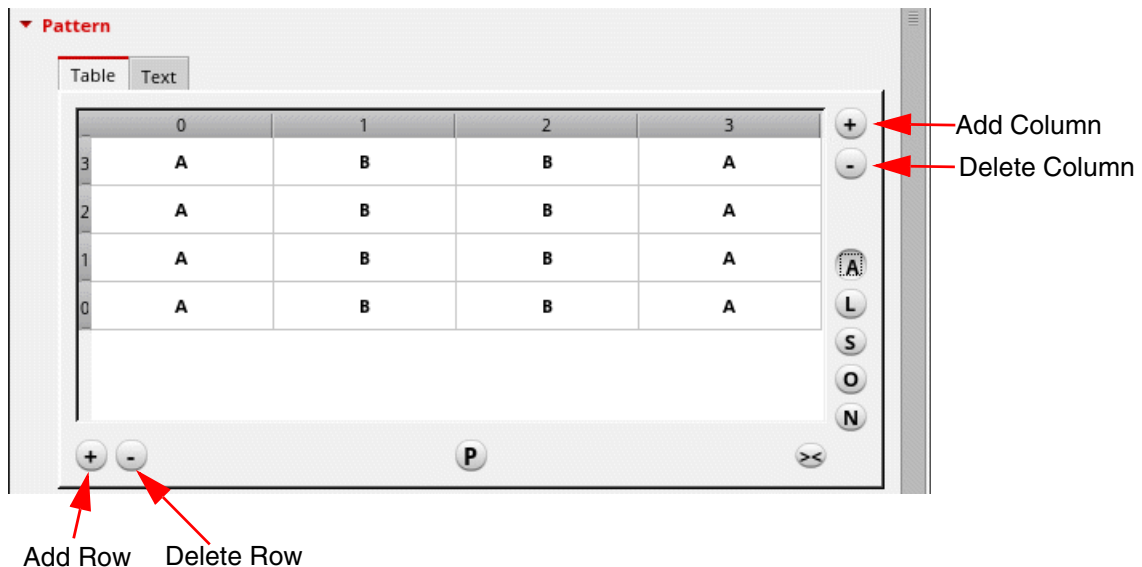 Pattern
Table Text
_ 0 1 2 3 +
Add Column
3 A B B A -
Delete Column
2 A B B A
1 A B B A A
0 A B B A L
S
O
N
+ - P ><
Add Row Delete Row